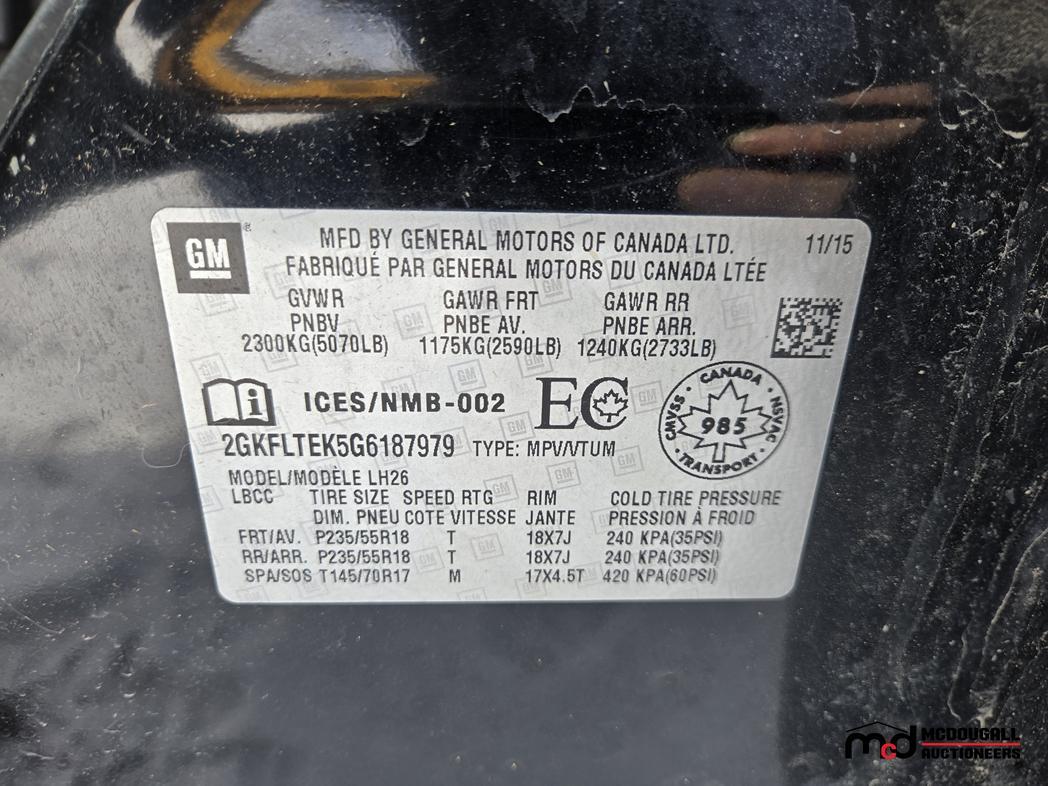 GM
MFD BY GENERAL MOTORS OF CANADA LTD. 11/15
FABRIQUÉ PAR GENERAL MOTORS DU CANADA LTÉE
GVWR GAWR FRT GAWR RR
PNBV PNBE AV. PNBE ARR.
2300KG(5070LB) 1175KG(2590LB) 1240KG(2733LB)
ICES/NMB-002 EC
CANADA CMVSS 985 NSVAC TRANSPORT
2GKFLTEK5G6187979 TYPE: MPV/VTUM
MODEL/MODÈLE LH26
LBCC TIRE SIZE SPEED RTG RIM COLD TIRE PRESSURE
DIM. PNEU COTE VITESSE JANTE PRESSION À FROID
FRT/AV. P235/55R18 T 18X7J 240 KPA(35PSI)
RR/ARR. P235/55R18 T 18X7J 240 KPA(35PSI)
SPA/SOS T145/70R17 M 17X4.5T 420 KPA(60PSI)
mcd MCDOUGALL
AUCTIONEERS